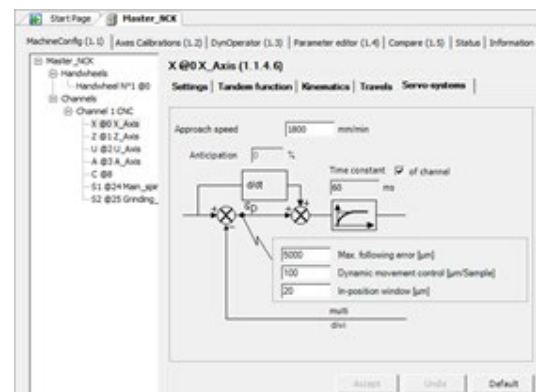 Start Page
Master_NCK
MachineConfig (1.1) | Axes Calibrations (1.2) | DynOperator (1.3) | Parameter editor (1.4) | Compare (1.5) | Status | Information
Master_NCK
Handwheels
Handwheel N°1 @0
Channels
Channel 1 CNC
X @0 X_Axis
Z @1 Z_Axis
U @2 U_Axis
A @3 A_Axis
C @8
S1 @24 Main_spir
S2 @25 Grinding_
X @0 X_Axis (1.1.4.6)
Settings | Tandem function | Kinematics | Travels | Servo-systems
Approach speed 1800 mm/min
Anticipation 0 %
Time constant of channel
60 ms
d/dt
+ + +
εp
-
5000 Max. following error [µm]
100 Dynamic movement control [µm/Sample]
20 In-position window [µm]
multi
divi
Accept Undo Default